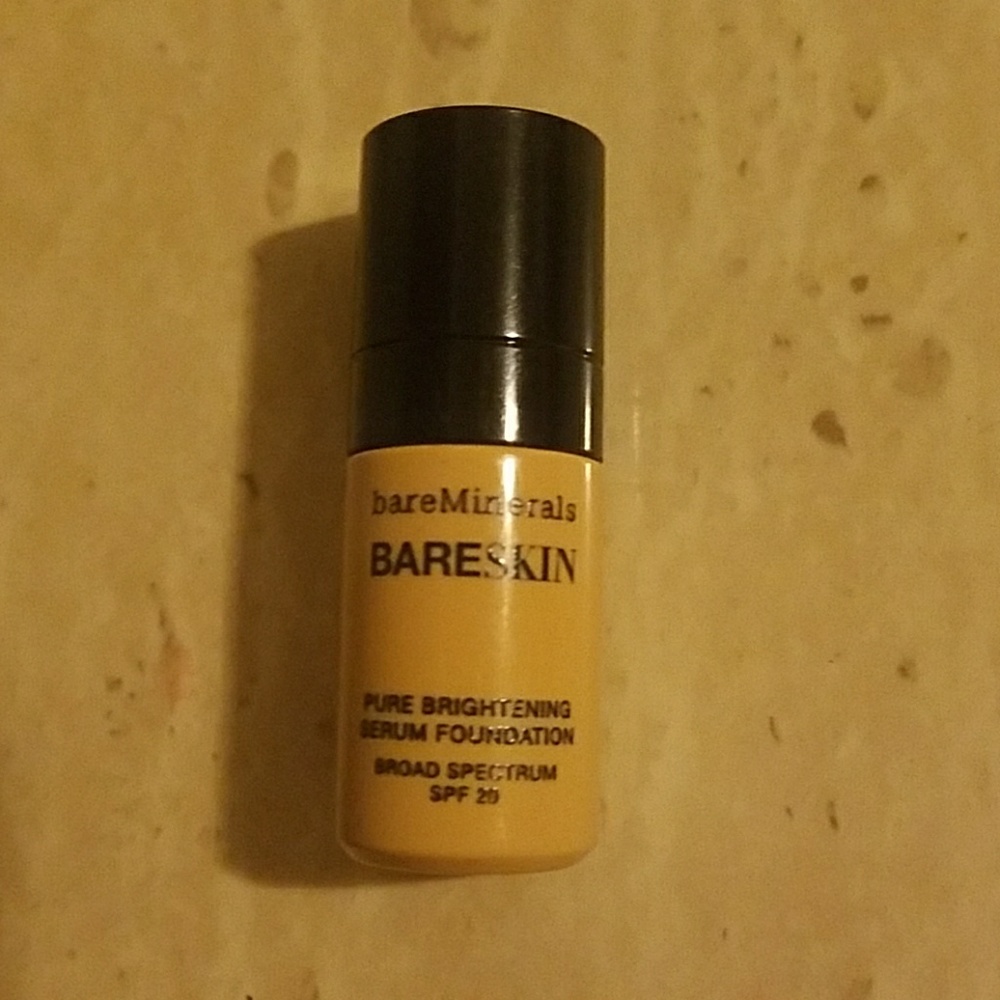 bareMinerals
BARESKIN
PURE BRIGHTENING
SERUM FOUNDATION
BROAD SPECTRUM
SPF 20